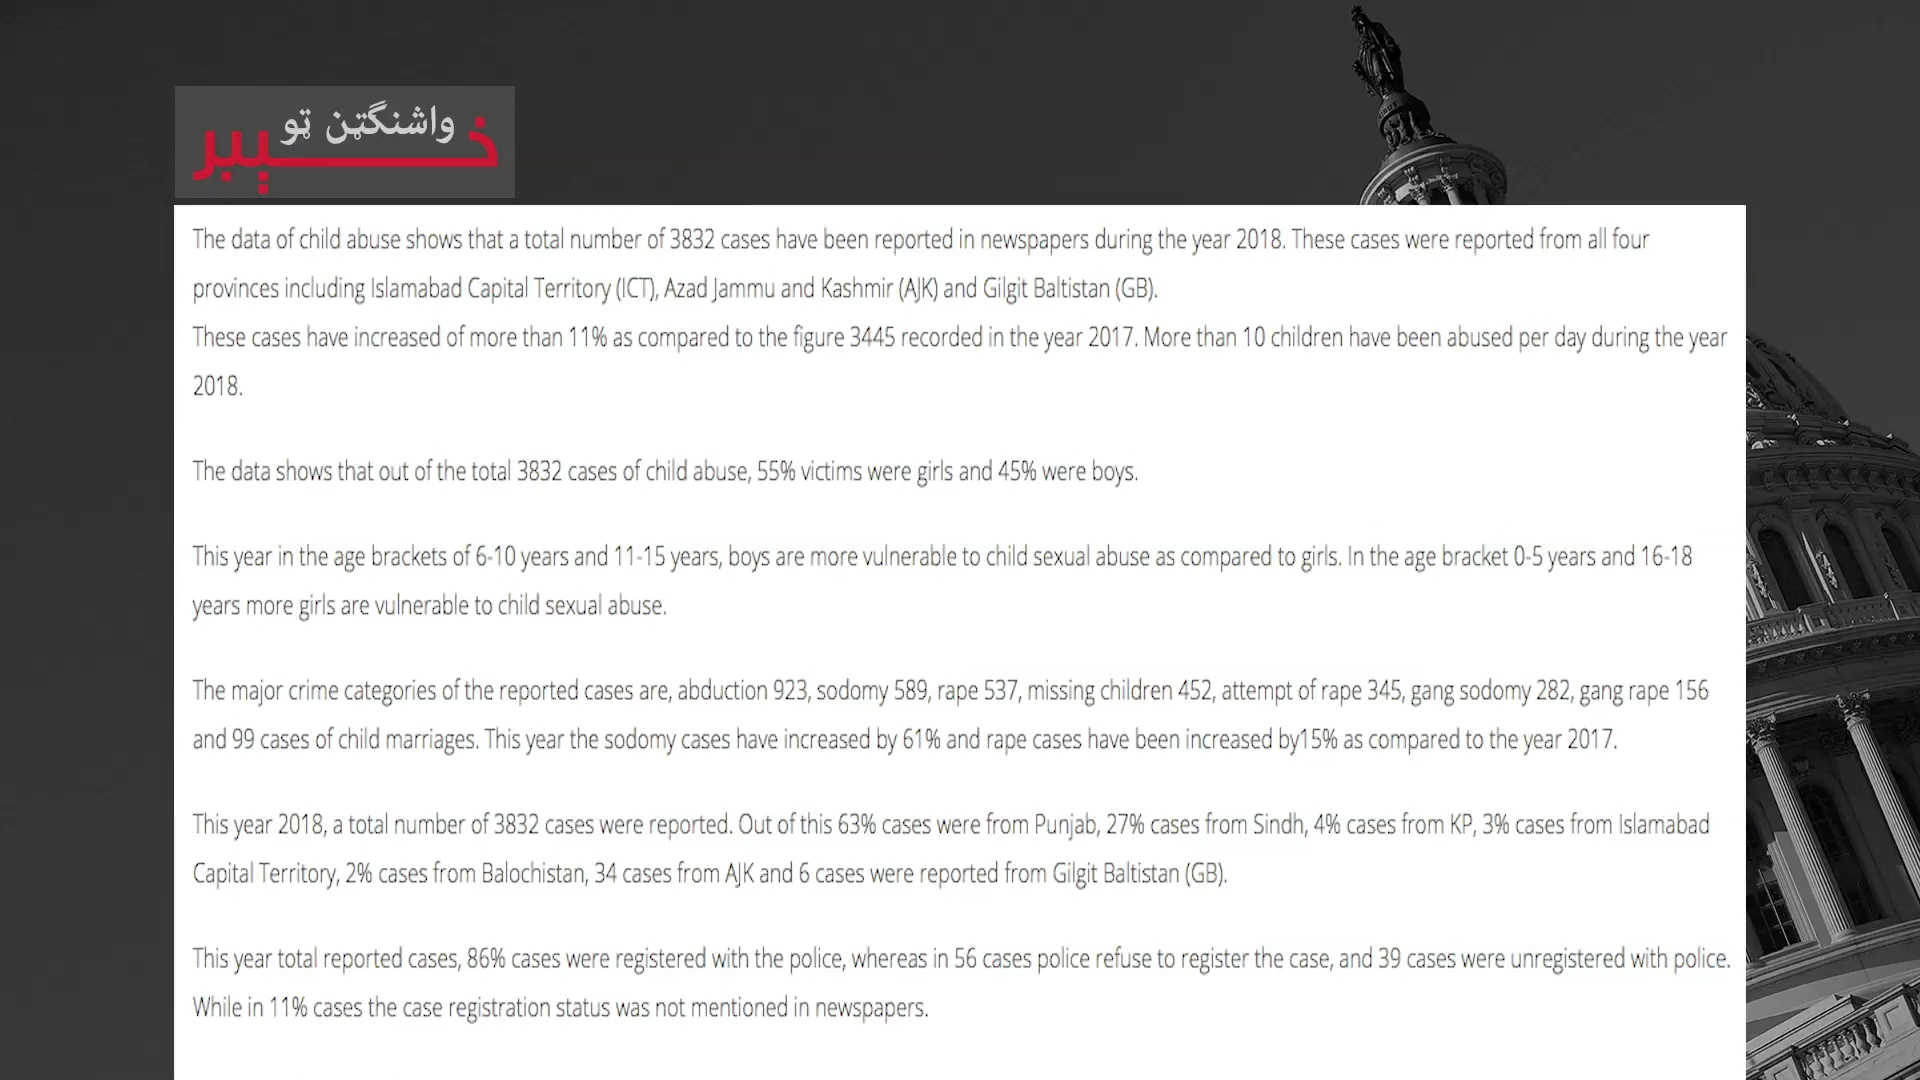 واشنگټن ټو
خیبر
The data of child abuse shows that a total number of 3832 cases have been reported in newspapers during the year 2018. These cases were reported from all four
provinces including Islamabad Capital Territory (ICT), Azad Jammu and Kashmir (AJK) and Gilgit Baltistan (GB).
These cases have increased of more than 11% as compared to the figure 3445 recorded in the year 2017. More than 10 children have been abused per day during the year
2018.
The data shows that out of the total 3832 cases of child abuse, 55% victims were girls and 45% were boys.
This year in the age brackets of 6-10 years and 11-15 years, boys are more vulnerable to child sexual abuse as compared to girls. In the age bracket 0-5 years and 16-18
years more girls are vulnerable to child sexual abuse.
The major crime categories of the reported cases are, abduction 923, sodomy 589, rape 537, missing children 452, attempt of rape 345, gang sodomy 282, gang rape 156
and 99 cases of child marriages. This year the sodomy cases have increased by 61% and rape cases have been increased by15% as compared to the year 2017.
This year 2018, a total number of 3832 cases were reported. Out of this 63% cases were from Punjab, 27% cases from Sindh, 4% cases from KP, 3% cases from Islamabad
Capital Territory, 2% cases from Balochistan, 34 cases from AJK and 6 cases were reported from Gilgit Baltistan (GB).
This year total reported cases, 86% cases were registered with the police, whereas in 56 cases police refuse to register the case, and 39 cases were unregistered with police.
While in 11% cases the case registration status was not mentioned in newspapers.